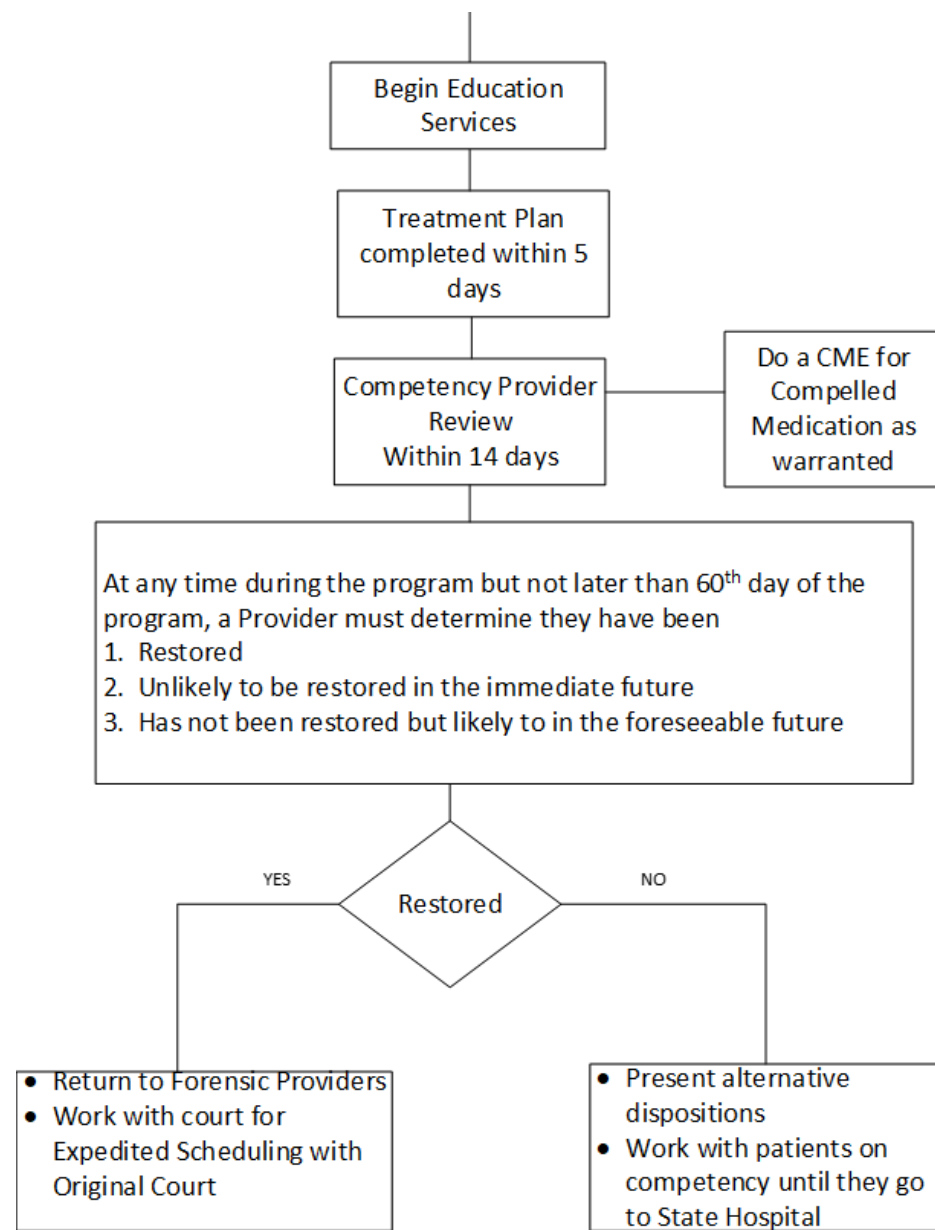 Begin Education
Services
Treatment Plan
completed within 5
days
Competency Provider
Review
Within 14 days
Do a CME for
Compelled
Medication as
warranted
At any time during the program but not later than 60th day of the
program, a Provider must determine they have been
1. Restored
2. Unlikely to be restored in the immediate future
3. Has not been restored but likely to in the foreseeable future
YES
NO
Restored
• Return to Forensic Providers
• Work with court for
Expedited Scheduling with
Original Court
• Present alternative
dispositions
• Work with patients on
competency until they go
to State Hospital